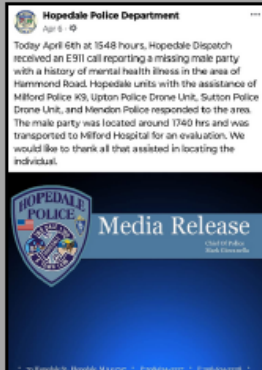 Hopedale Police Department
Apr 6
Today April 6th at 1548 hours, Hopedale Dispatch
received an E911 call reporting a missing male party
with a history of mental health illness in the area of
Hammond Road. Hopedale units with the assistance of
Milford Police K9, Upton Police Drone Unit, Sutton Police
Drone Unit, and Mendon Police responded to the area.
The male party was located around 1740 hrs and was
transported to Milford Hospital for an evaluation. We
would like to thank all that assisted in locating the
individual.
HOPEDALE
POLICE
Media Release
Chief Of Police